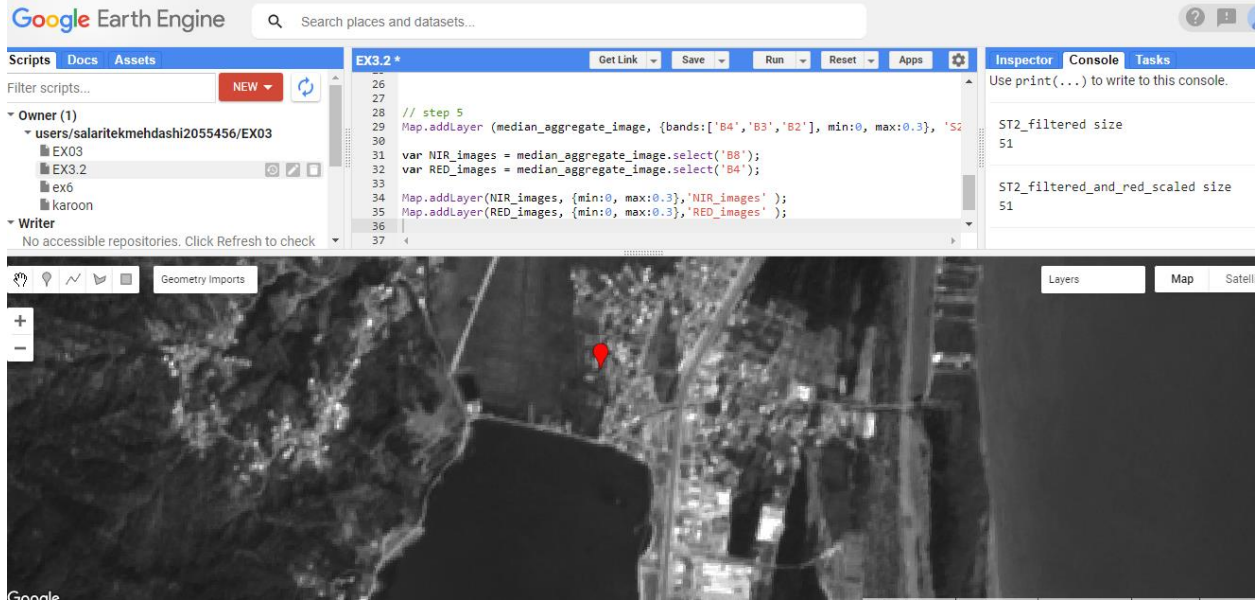 Google Earth Engine
Search places and datasets...
Scripts Docs Assets
Filter scripts...
NEW
Owner (1)
users/salaritekmehdashi2055456/EX03
EX03
EX3.2
ex6
karoon
Writer
No accessible repositories. Click Refresh to check
EX3.2 *
Get Link Save Run Reset Apps
26
27
28 // step 5
29 Map.addLayer (median_aggregate_image, {bands:['B4','B3','B2'], min:0, max:0.3}, 'S2
30
31 var NIR_images = median_aggregate_image.select('B8');
32 var RED_images = median_aggregate_image.select('B4');
33
34 Map.addLayer(NIR_images, {min:0, max:0.3},'NIR_images' );
35 Map.addLayer(RED_images, {min:0, max:0.3},'RED_images' );
36
37
Inspector Console Tasks
Use print(...) to write to this console.
ST2_filtered size
51
ST2_filtered_and_red_scaled size
51
Geometry Imports
Layers
Map Satell
Google